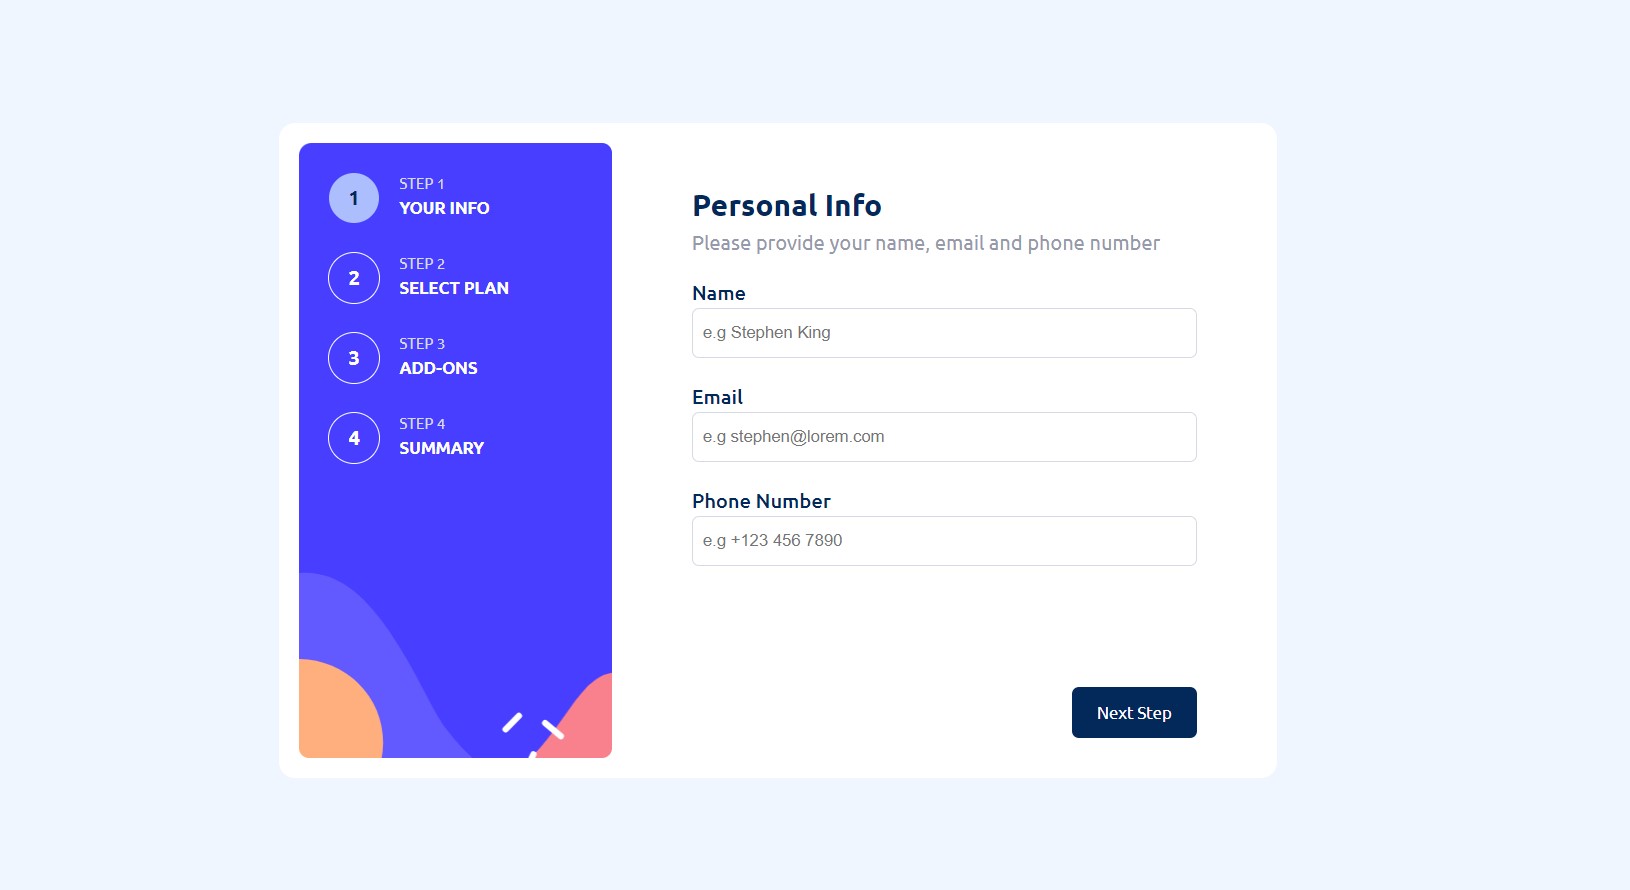 1
STEP 1
YOUR INFO
2
STEP 2
SELECT PLAN
3
STEP 3
ADD-ONS
4
STEP 4
SUMMARY
Personal Info
Please provide your name, email and phone number
Name
e.g Stephen King
Email
e.g stephen@lorem.com
Phone Number
e.g +123 456 7890
Next Step